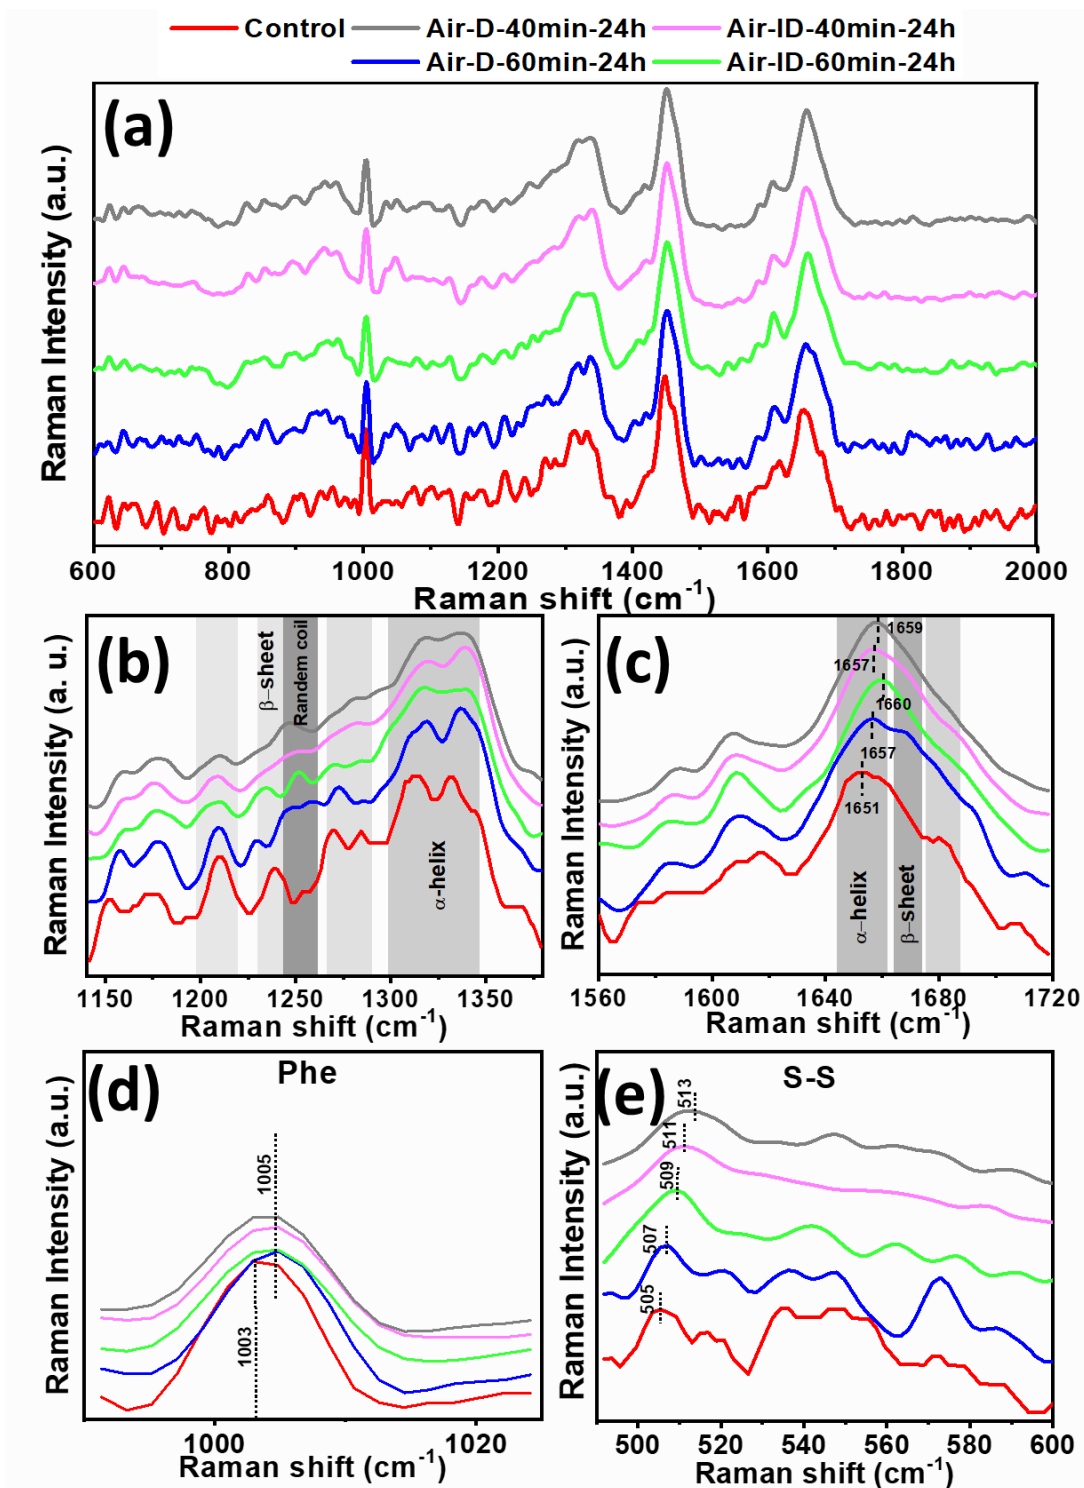 Control Air-D-40min-24h Air-ID-40min-24h
Air-D-60min-24h Air-ID-60min-24h
(a)
Raman Intensity (a.u.)
600 800 1000 1200 1400 1600 1800 2000
Raman shift (cm⁻¹)
(b)
β−sheet
Randem coil
α-helix
Raman Intensity (a. u.)
1150 1200 1250 1300 1350
Raman shift (cm⁻¹)
(c)
1659
1657
1660
1657
1651
α−helix
β−sheet
Raman Intensity (a.u.)
1560 1600 1640 1680 1720
Raman shift (cm⁻¹)
(d)
Phe
1005
1003
Raman Intensity (a.u.)
1000 1020
Raman shift (cm⁻¹)
(e)
S-S
513
511
509
507
505
Raman Intensity (a.u.)
500 520 540 560 580 600
Raman shift (cm⁻¹)